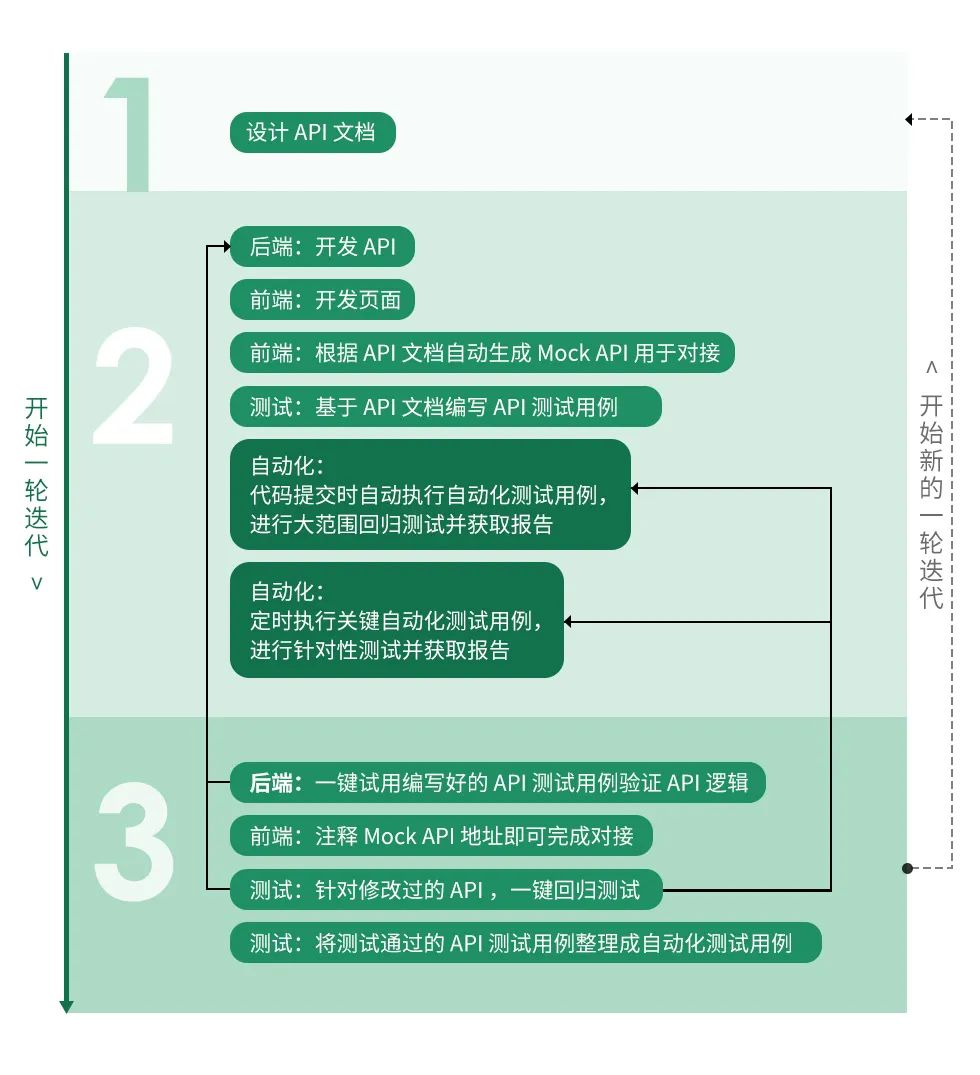 1
设计 API 文档
2
后端：开发 API
前端：开发页面
前端：根据 API 文档自动生成 Mock API 用于对接
测试：基于 API 文档编写 API 测试用例
自动化：
代码提交时自动执行自动化测试用例，
进行大范围回归测试并获取报告
自动化：
定时执行关键自动化测试用例，
进行针对性测试并获取报告
3
后端：一键试用编写好的 API 测试用例验证 API 逻辑
前端：注释 Mock API 地址即可完成对接
测试：针对修改过的 API ，一键回归测试
测试：将测试通过的 API 测试用例整理成自动化测试用例
开始一轮迭代 >
< 开始新的一轮迭代